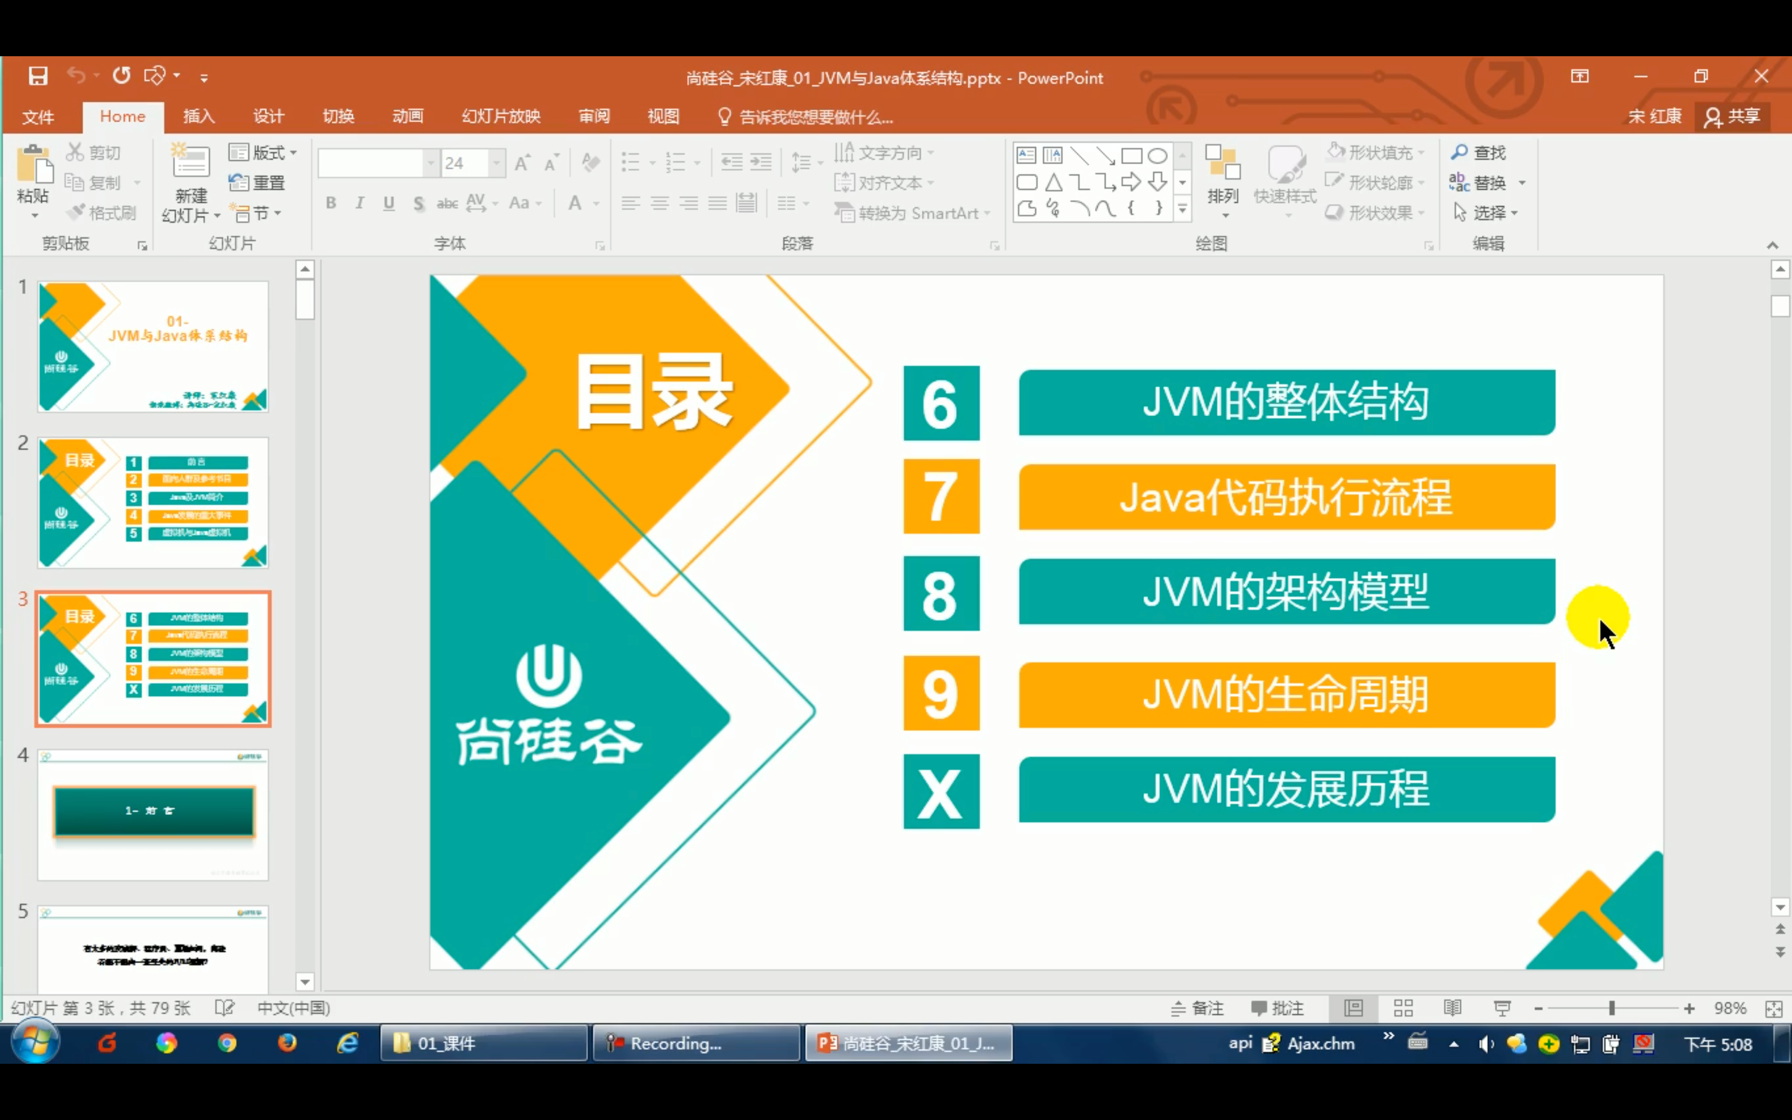 尚硅谷_宋红康_01_JVM与Java体系结构.pptx - PowerPoint
文件 Home 插入 设计 切换 动画 幻灯片放映 审阅 视图 告诉我您想要做什么... 宋 红康 共享
粘贴 剪切 复制 格式刷 剪贴板
新建 幻灯片 版式 重置 节 幻灯片
24
B I U S abc AV Aa A
字体
文字方向 对齐文本 转换为 SmartArt
段落
排列 快速样式 形状填充 形状轮廓 形状效果
绘图
查找 替换 选择
编辑
1
01-
JVM与Java体系结构
尚硅谷
2
目录
尚硅谷
1 前言
2
3 Java及JVM简介
4 Java发展的重大事件
5 虚拟机与Java虚拟机
3
目录
尚硅谷
6 JVM的整体结构
7 Java代码执行流程
8 JVM的架构模型
9 JVM的生命周期
X JVM的发展历程
4
1- 前 言
5
目录
尚硅谷
6 JVM的整体结构
7 Java代码执行流程
8 JVM的架构模型
9 JVM的生命周期
X JVM的发展历程
幻灯片 第 3 张，共 79 张 中文(中国) 备注 批注 98%
01_课件 Recording... 尚硅谷_宋红康_01_J... api Ajax.chm 下午 5:08